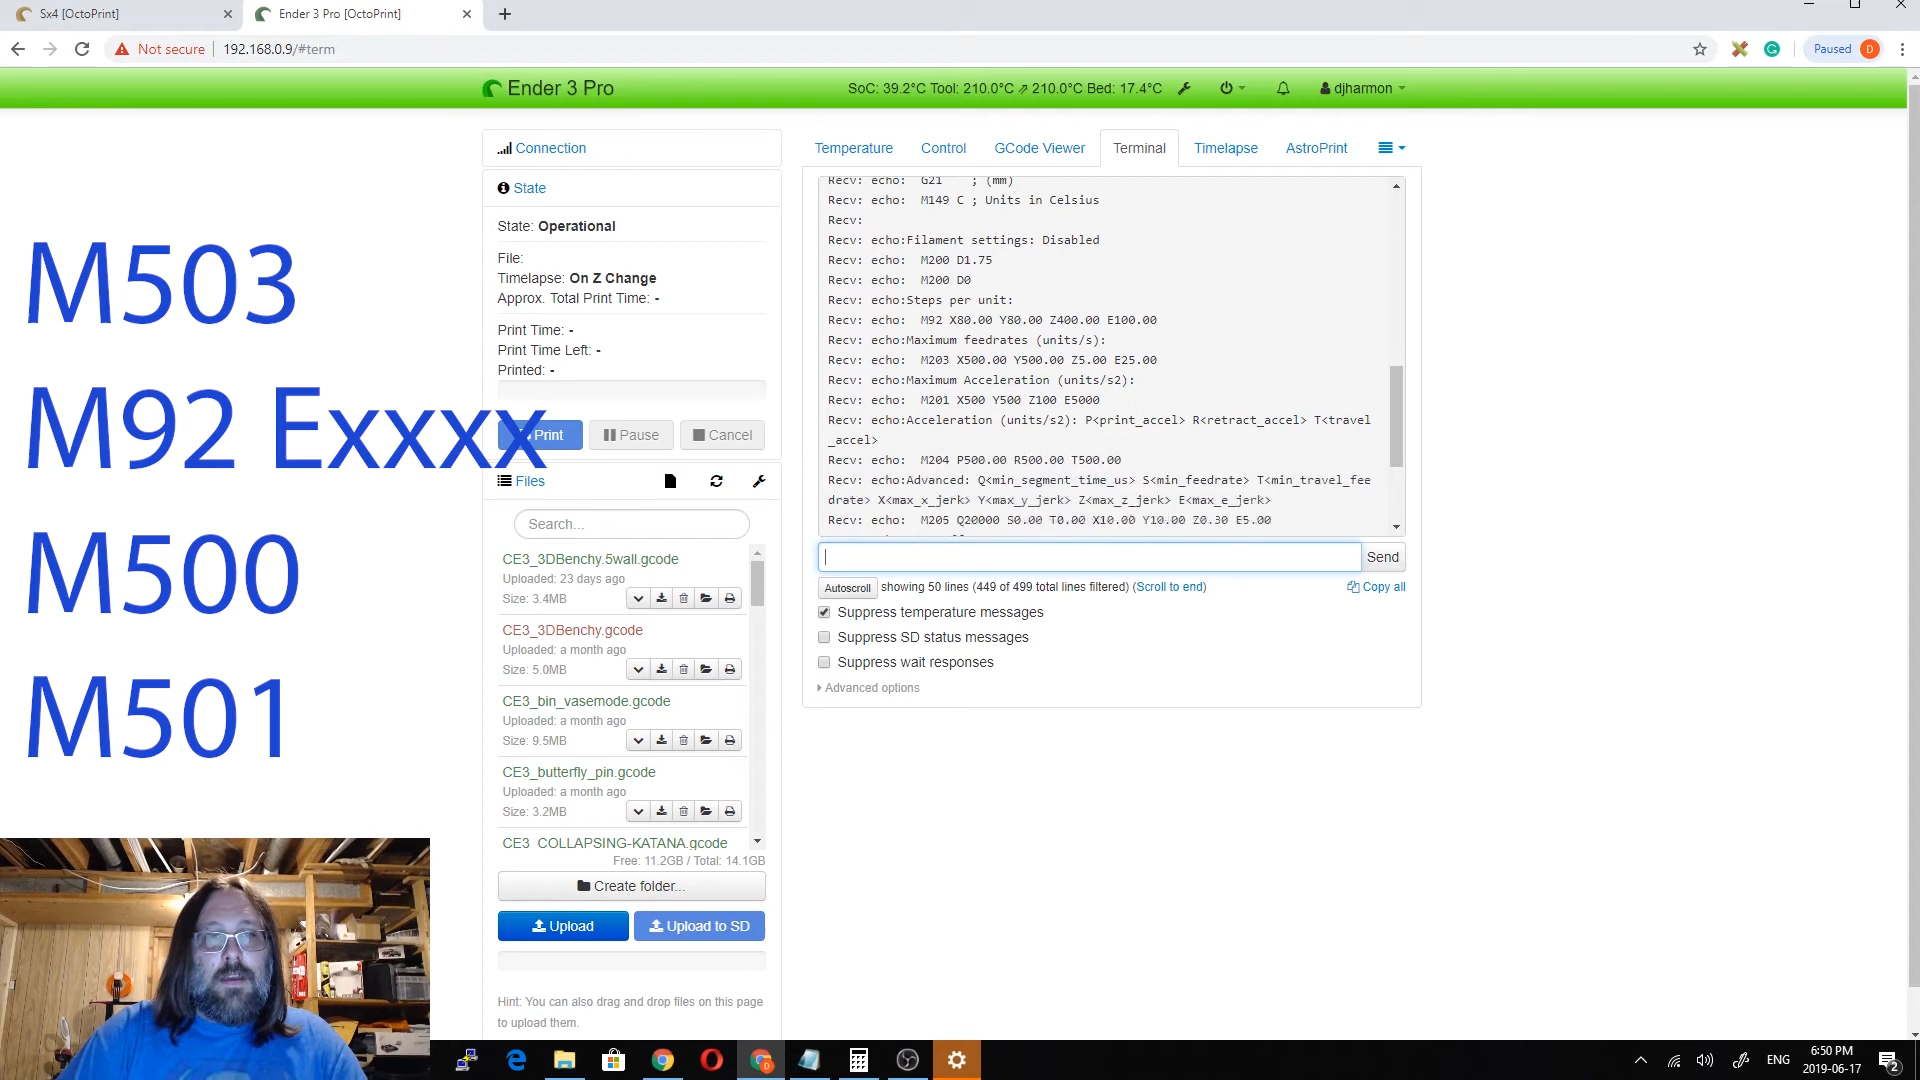 Sx4 [OctoPrint]
Ender 3 Pro [OctoPrint]
Not secure
192.168.0.9/#term
Paused
D
Ender 3 Pro
SoC: 39.2°C Tool: 210.0°C ⇗ 210.0°C Bed: 17.4°C
djharmon
Connection
State
State: Operational
File:
Timelapse: On Z Change
Approx. Total Print Time: -
Print Time: -
Print Time Left: -
Printed: -
Print
Pause
Cancel
Files
Search...
CE3_3DBenchy.5wall.gcode
Uploaded: 23 days ago
Size: 3.4MB
CE3_3DBenchy.gcode
Uploaded: a month ago
Size: 5.0MB
CE3_bin_vasemode.gcode
Uploaded: a month ago
Size: 9.5MB
CE3_butterfly_pin.gcode
Uploaded: a month ago
Size: 3.2MB
CE3_COLLAPSING-KATANA.gcode
Free: 11.2GB / Total: 14.1GB
Create folder...
Upload
Upload to SD
Hint: You can also drag and drop files on this page
to upload them.
Temperature
Control
GCode Viewer
Terminal
Timelapse
AstroPrint
Recv: echo:  G21    ; (mm)
Recv: echo:  M149 C ; Units in Celsius
Recv:
Recv: echo:Filament settings: Disabled
Recv: echo:  M200 D1.75
Recv: echo:  M200 D0
Recv: echo:Steps per unit:
Recv: echo:  M92 X80.00 Y80.00 Z400.00 E100.00
Recv: echo:Maximum feedrates (units/s):
Recv: echo:  M203 X500.00 Y500.00 Z5.00 E25.00
Recv: echo:Maximum Acceleration (units/s2):
Recv: echo:  M201 X500 Y500 Z100 E5000
Recv: echo:Acceleration (units/s2): P<print_accel> R<retract_accel> T<travel
_accel>
Recv: echo:  M204 P500.00 R500.00 T500.00
Recv: echo:Advanced: Q<min_segment_time_us> S<min_feedrate> T<min_travel_fee
drate> X<max_x_jerk> Y<max_y_jerk> Z<max_z_jerk> E<max_e_jerk>
Recv: echo:  M205 Q20000 S0.00 T0.00 X10.00 Y10.00 Z0.30 E5.00
Send
Autoscroll
showing 50 lines (449 of 499 total lines filtered) (Scroll to end)
Copy all
Suppress temperature messages
Suppress SD status messages
Suppress wait responses
Advanced options
M503
M92 Exxxx
M500
M501
ENG
6:50 PM
2019-06-17
2